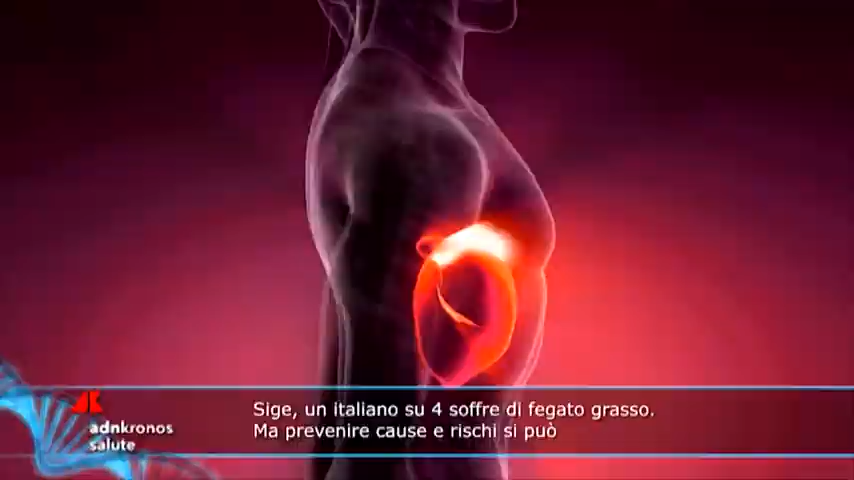 Sige, un italiano su 4 soffre di fegato grasso.
Ma prevenire cause e rischi si può
adnkronos
salute